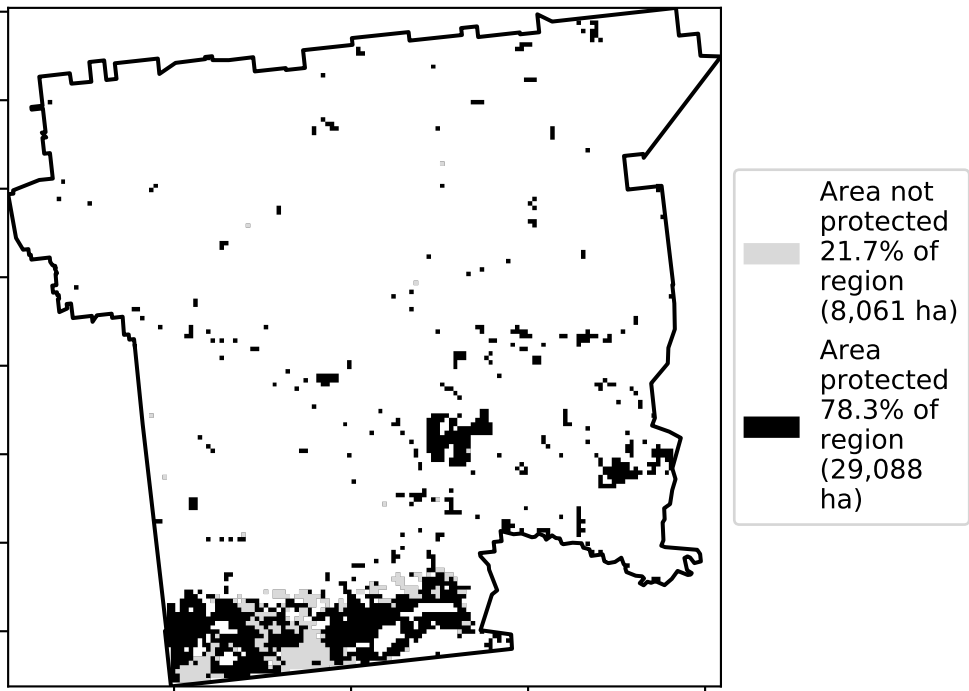 Area not
protected
21.7% of
region
(8,061 ha)
Area
protected
78.3% of
region
(29,088
ha)